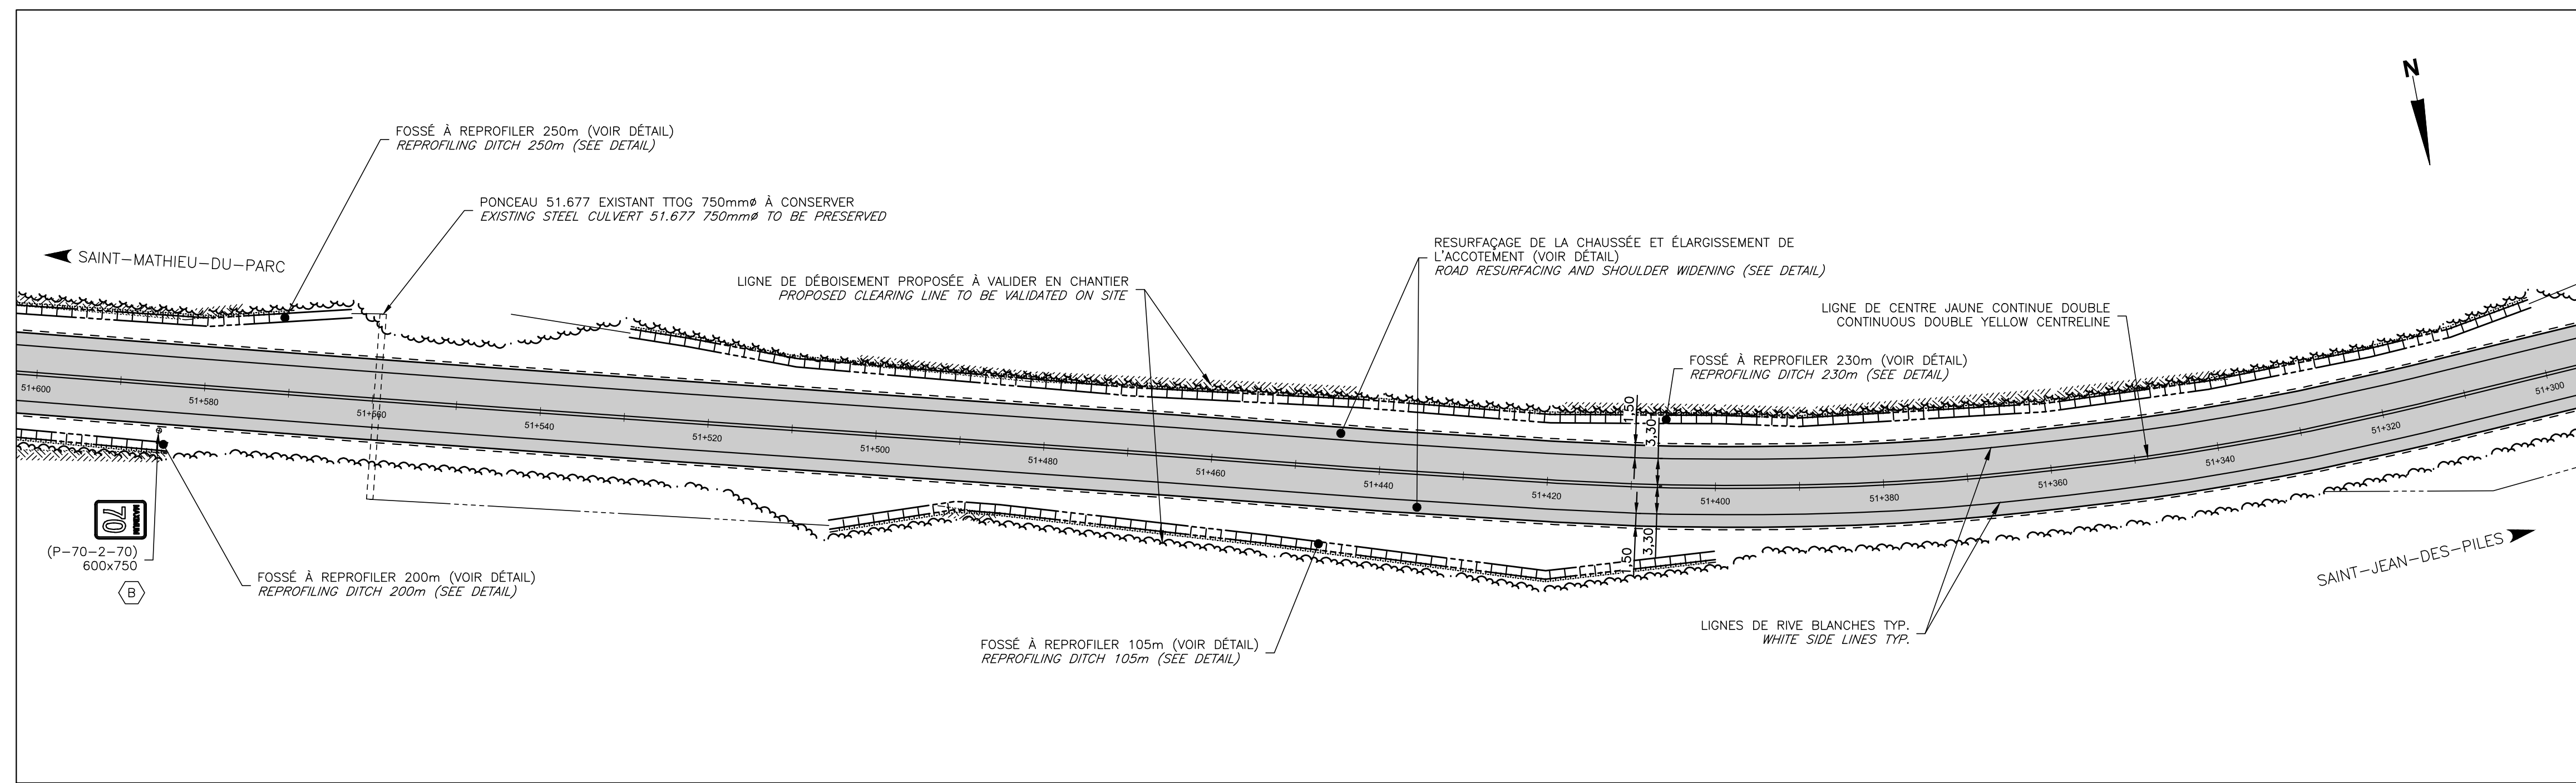 N
FOSSÉ À REPROFILER 250m (VOIR DÉTAIL)
REPROFILING DITCH 250m (SEE DETAIL)
PONCEAU 51.677 EXISTANT TTOG 750mmø À CONSERVER
EXISTING STEEL CULVERT 51.677 750mmø TO BE PRESERVED
SAINT-MATHIEU-DU-PARC
RESURFAÇAGE DE LA CHAUSSÉE ET ÉLARGISSEMENT DE
L'ACCOTEMENT (VOIR DÉTAIL)
ROAD RESURFACING AND SHOULDER WIDENING (SEE DETAIL)
LIGNE DE DÉBOISEMENT PROPOSÉE À VALIDER EN CHANTIER
PROPOSED CLEARING LINE TO BE VALIDATED ON SITE
LIGNE DE CENTRE JAUNE CONTINUE DOUBLE
CONTINUOUS DOUBLE YELLOW CENTRELINE
FOSSÉ À REPROFILER 230m (VOIR DÉTAIL)
REPROFILING DITCH 230m (SEE DETAIL)
51+600
51+580
51+560
51+540
51+520
51+500
51+480
51+460
51+440
51+420
51+400
51+380
51+360
51+340
51+320
51+300
1,50
3,30
3,30
,50
MAXIMUM
70
(P-70-2-70)
600x750
B
FOSSÉ À REPROFILER 200m (VOIR DÉTAIL)
REPROFILING DITCH 200m (SEE DETAIL)
FOSSÉ À REPROFILER 105m (VOIR DÉTAIL)
REPROFILING DITCH 105m (SEE DETAIL)
LIGNES DE RIVE BLANCHES TYP.
WHITE SIDE LINES TYP.
SAINT-JEAN-DES-PILES